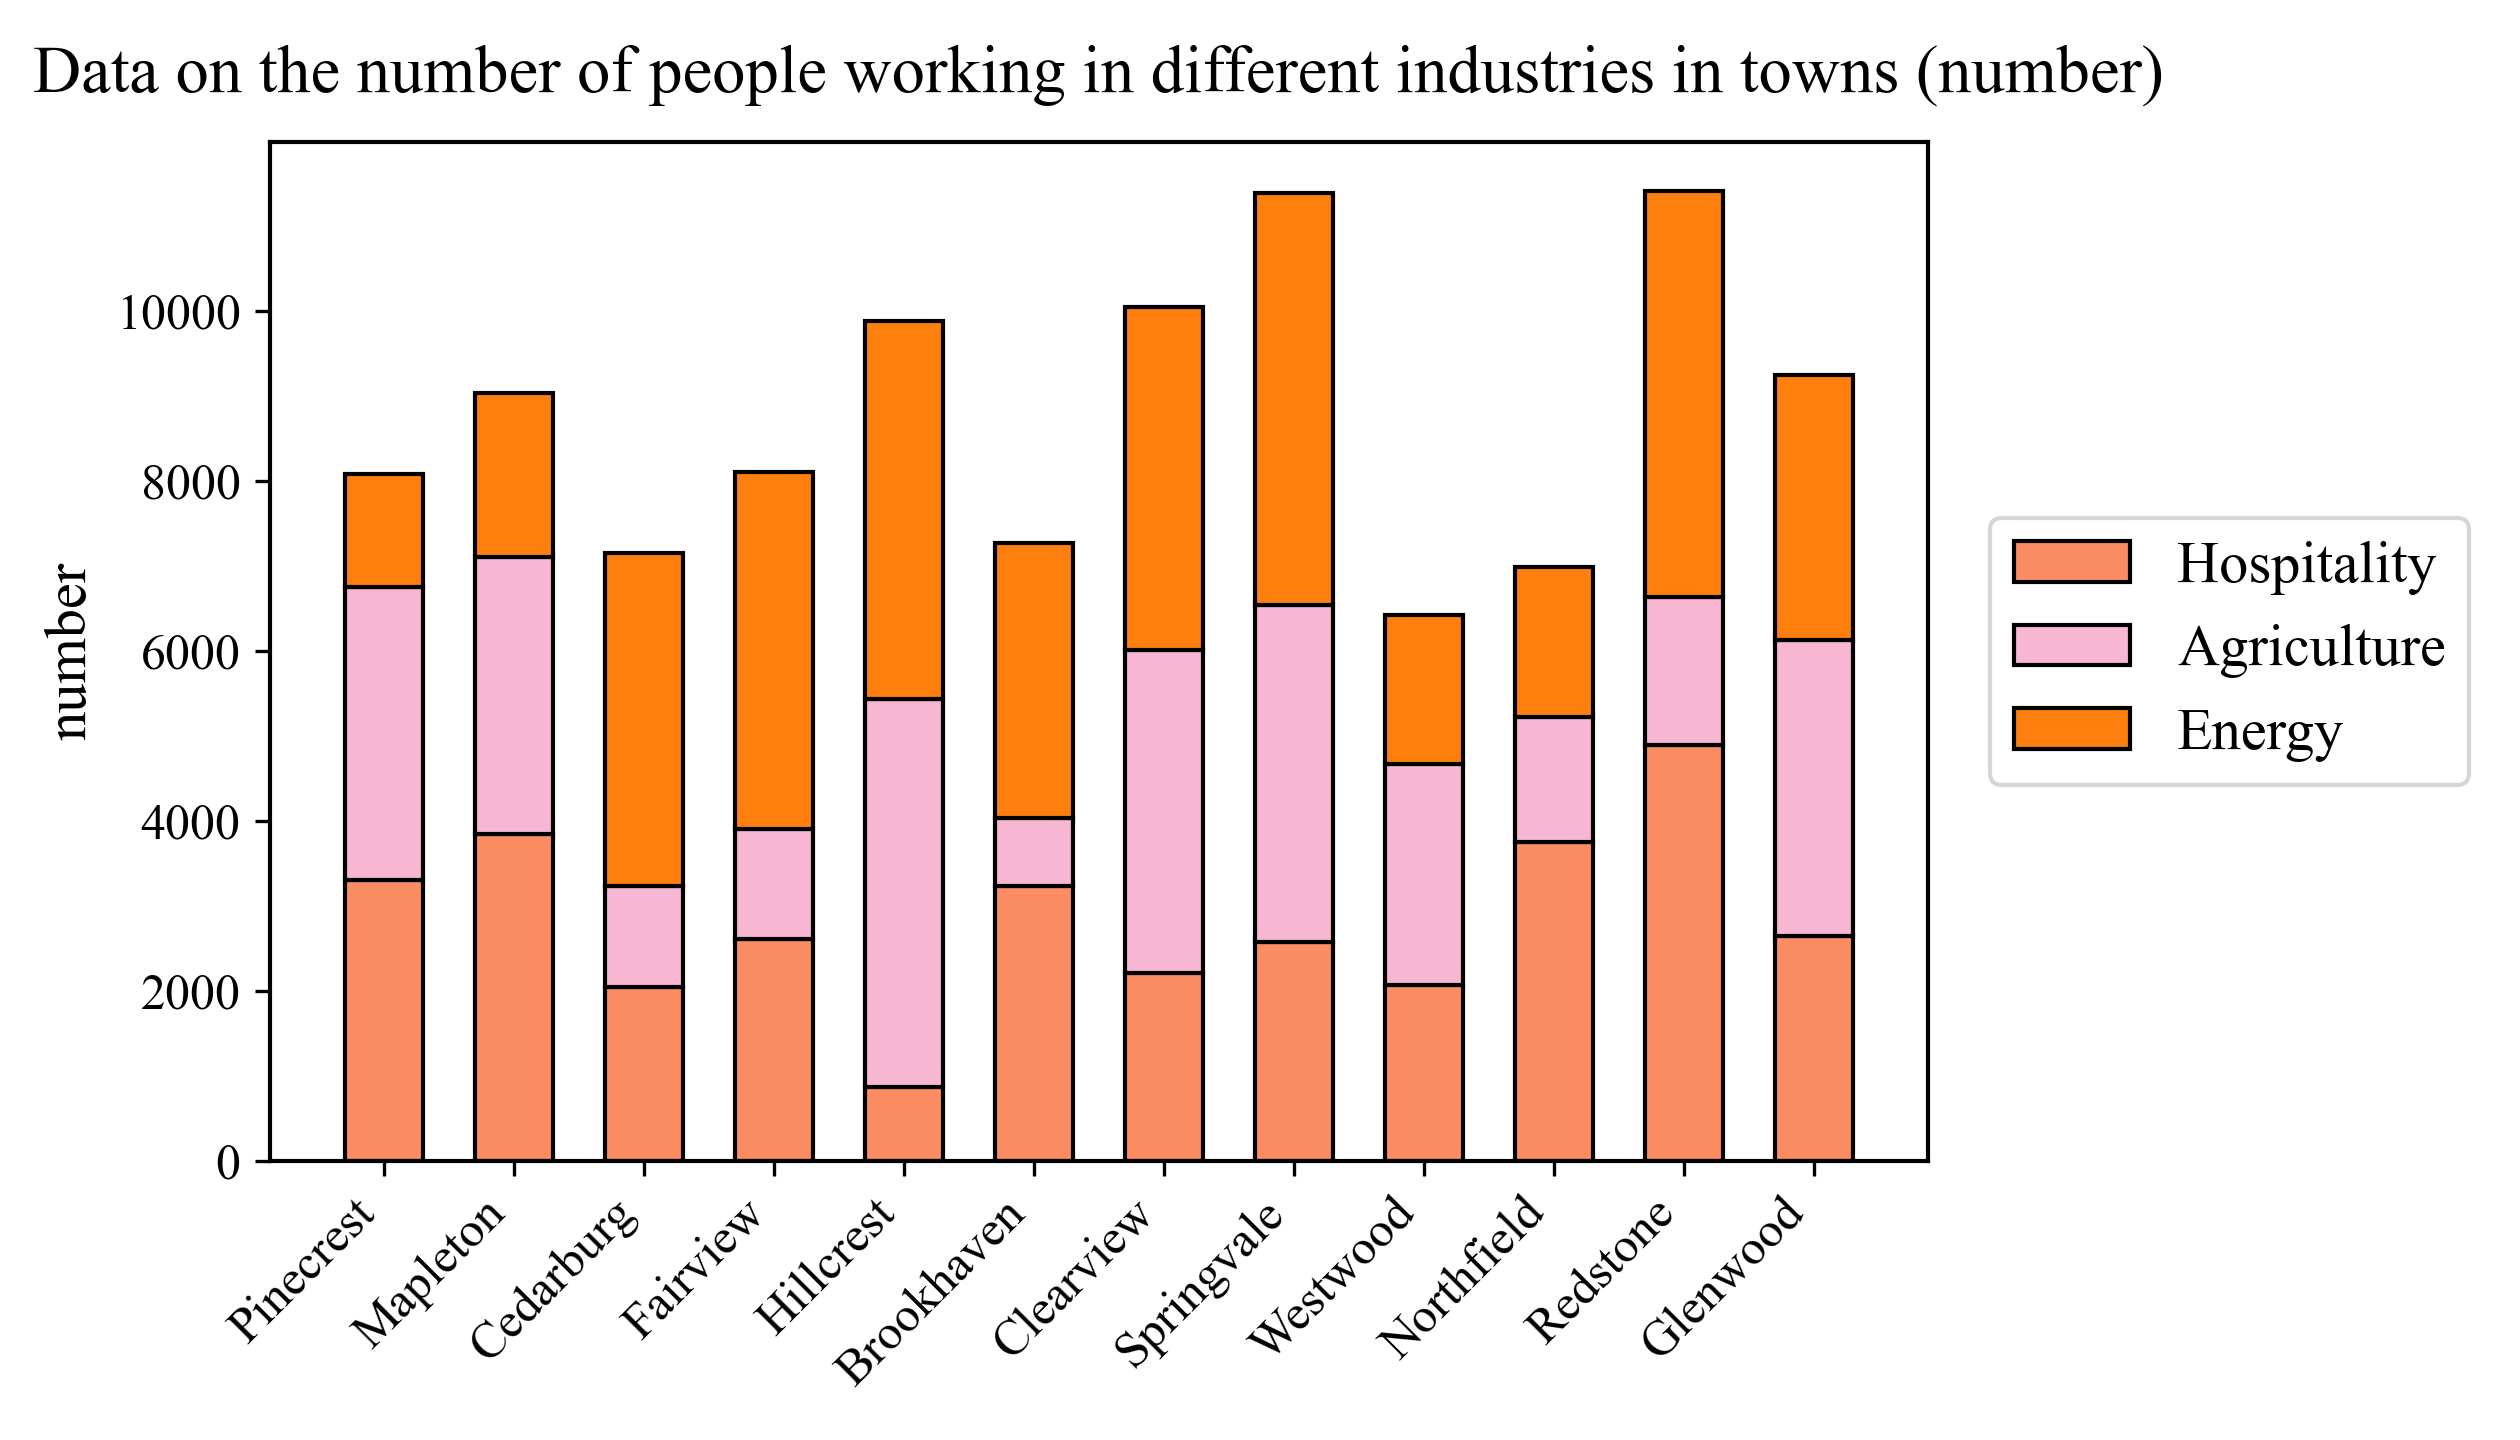 Data on the number of people working in different industries in towns (number)
number
10000
8000
6000
4000
2000
0
Pinecrest
Mapleton
Cedarburg
Fairview
Hillcrest
Brookhaven
Clearview
Springvale
Westwood
Northfield
Redstone
Glenwood
Hospitality
Agriculture
Energy